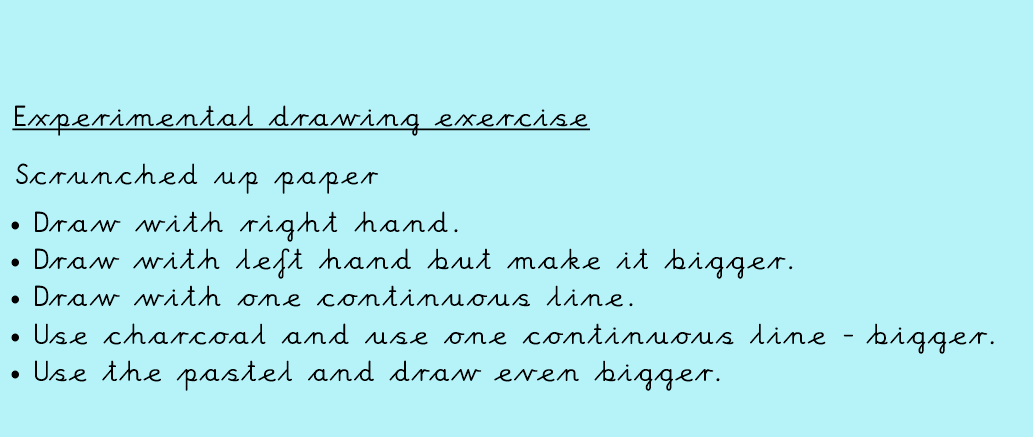 Experimental drawing exercise
Scrunched up paper
• Draw with right hand.
• Draw with left hand but make it bigger.
• Draw with one continuous line.
• Use charcoal and use one continuous line - bigger.
• Use the pastel and draw even bigger.